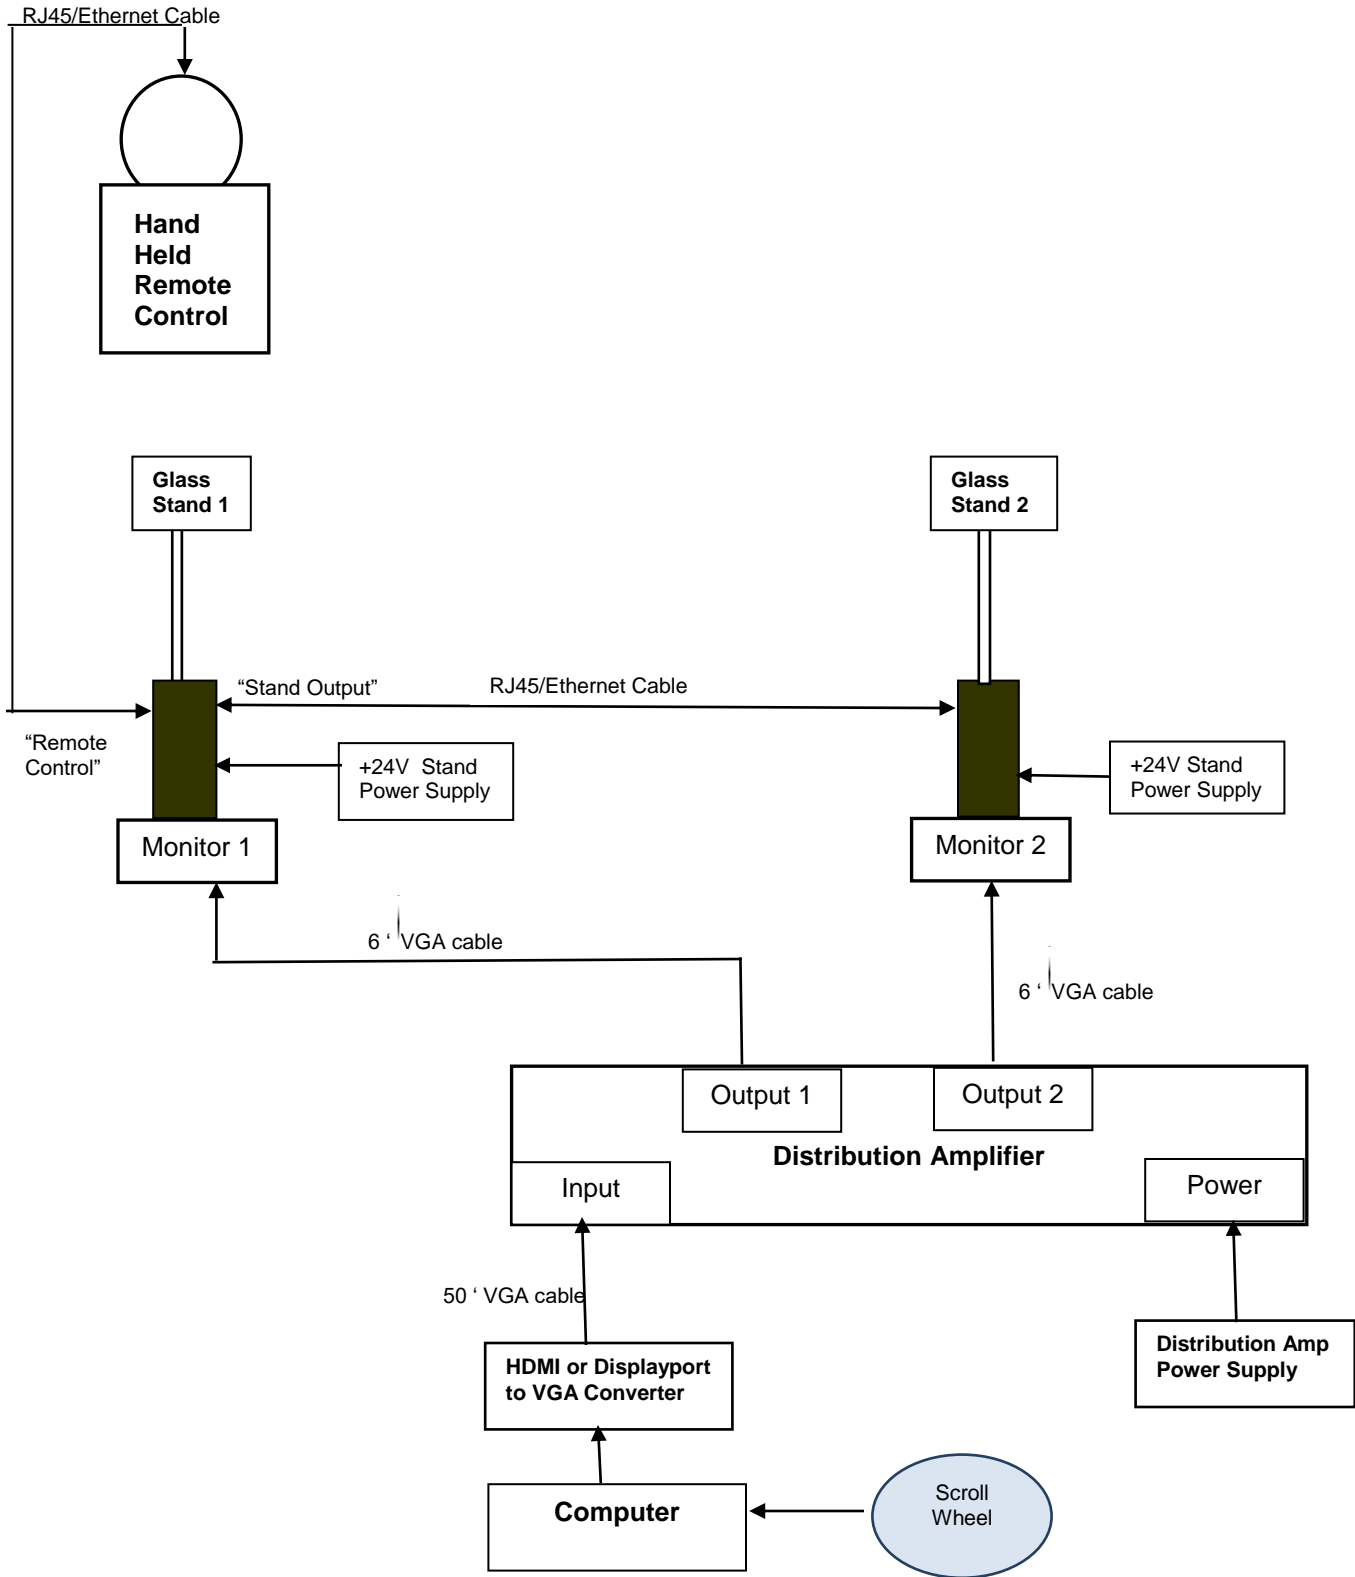 RJ45/Ethernet Cable
Hand
Held
Remote
Control
Glass
Stand 1
Glass
Stand 2
“Stand Output”
RJ45/Ethernet Cable
“Remote
Control”
+24V  Stand
Power Supply
+24V Stand
Power Supply
Monitor 1
Monitor 2
6 ‘ VGA cable
6 ‘ VGA cable
Output 1
Output 2
Distribution Amplifier
Input
Power
50 ‘ VGA cable
HDMI or Displayport
to VGA Converter
Distribution Amp
Power Supply
Computer
Scroll
Wheel